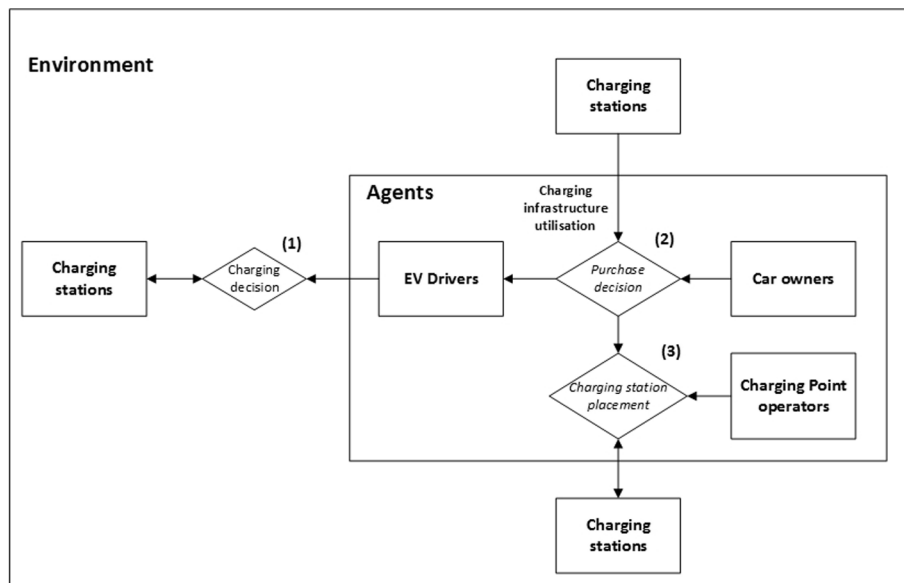 Environment
Charging
stations
Agents
Charging
infrastructure
utilisation
(1)
(2)
Charging
stations
Charging
decision
EV Drivers
Purchase
decision
Car owners
(3)
Charging station
placement
Charging Point
operators
Charging
stations